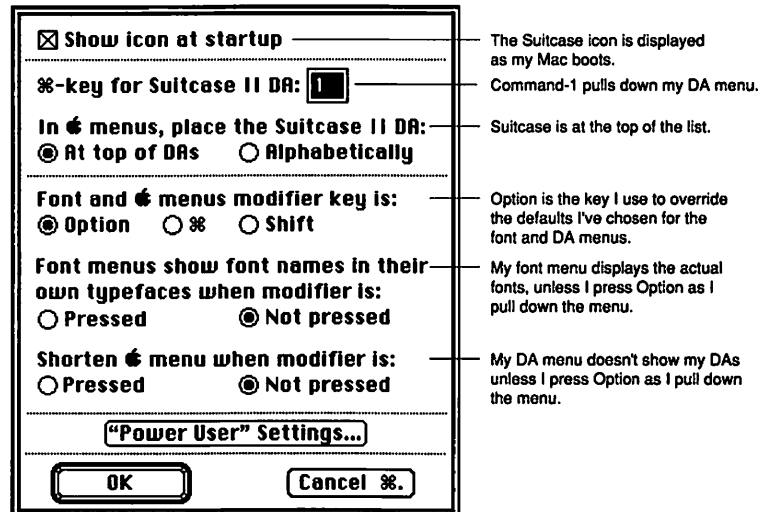 Show icon at startup
The Suitcase icon is displayed
as my Mac boots.
⌘-key for Suitcase II DA: 1
Command-1 pulls down my DA menu.
In  menus, place the Suitcase II DA:
Suitcase is at the top of the list.
At top of DAs Alphabetically
Font and  menus modifier key is:
Option ⌘ Shift
Option is the key I use to override
the defaults I've chosen for the
font and DA menus.
Font menus show font names in their
own typefaces when modifier is:
Pressed Not pressed
My font menu displays the actual
fonts, unless I press Option as I
pull down the menu.
Shorten  menu when modifier is:
Pressed Not pressed
My DA menu doesn't show my DAs
unless I press Option as I pull down
the menu.
“Power User” Settings...
OK Cancel ⌘.